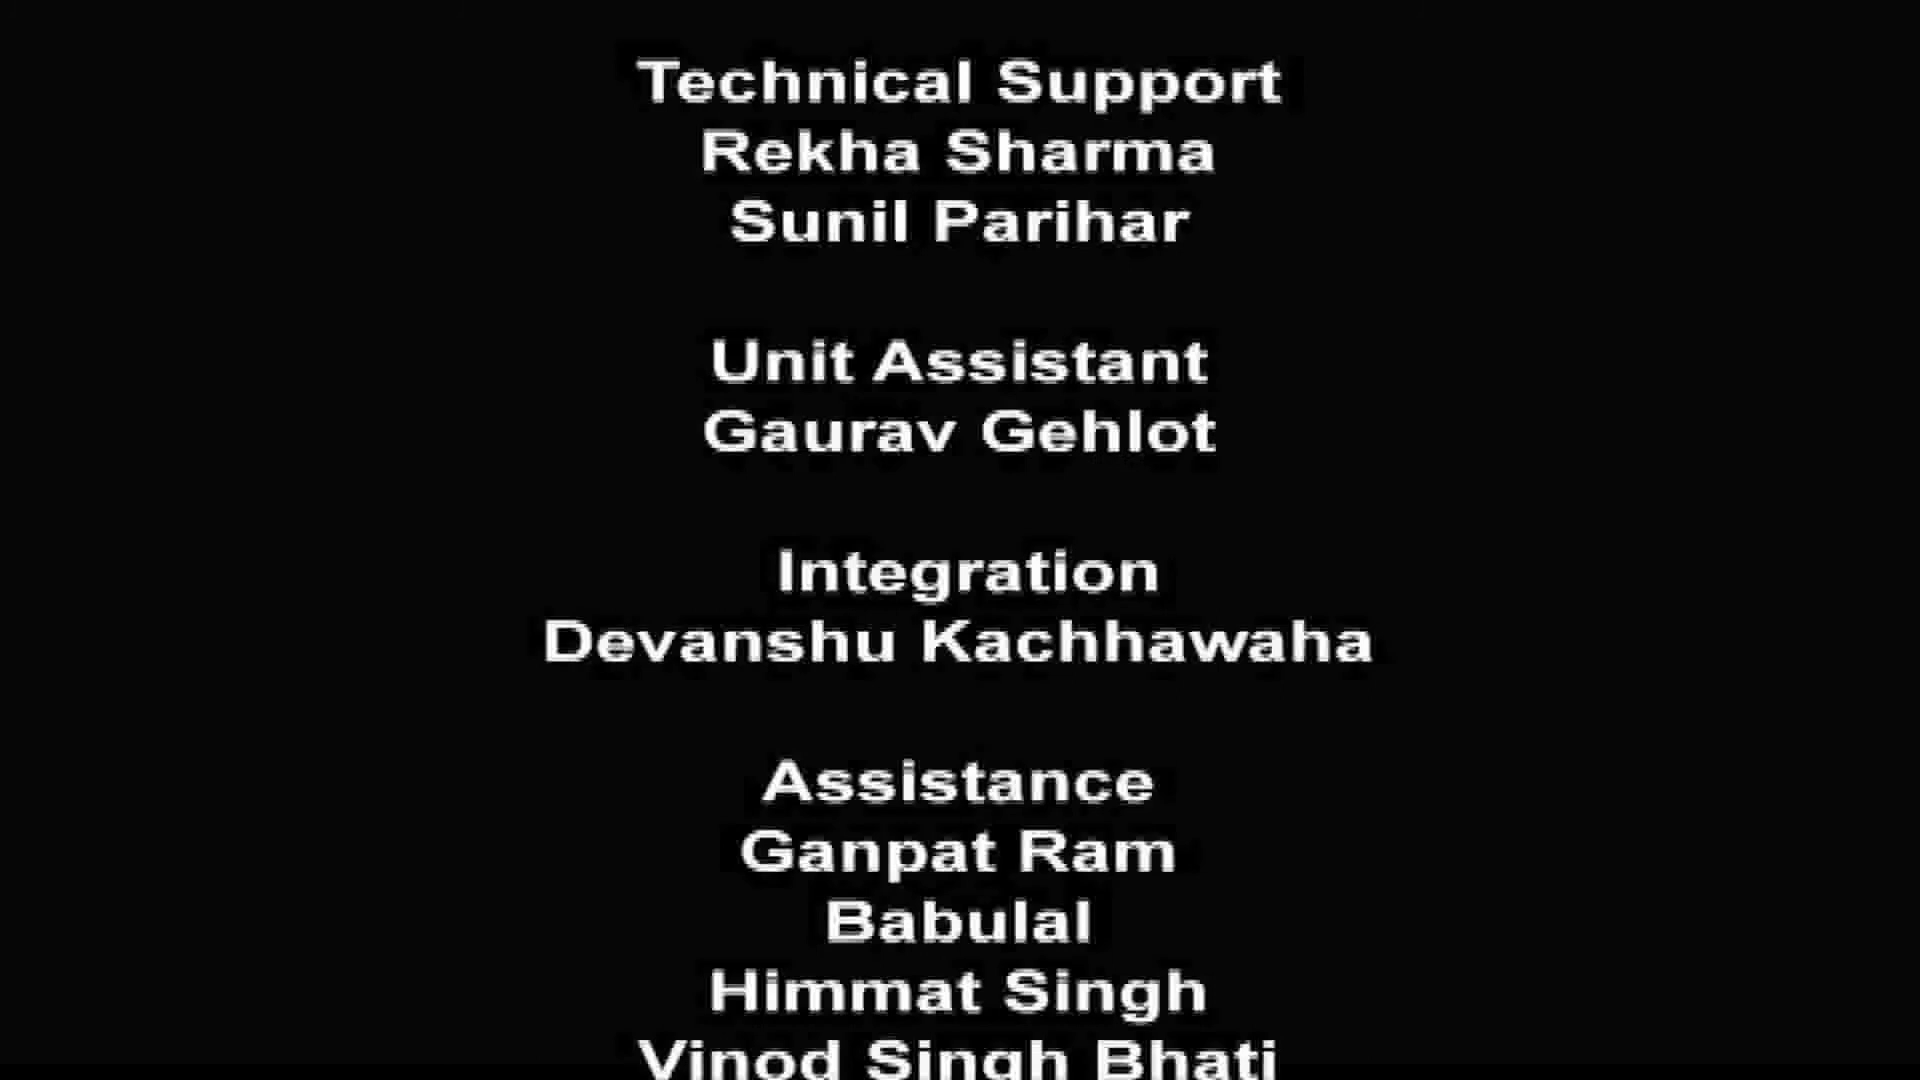 Technical Support
Rekha Sharma
Sunil Parihar
Unit Assistant
Gaurav Gehlot
Integration
Devanshu Kachhawaha
Assistance
Ganpat Ram
Babulal
Himmat Singh
Vinod Singh Bhati